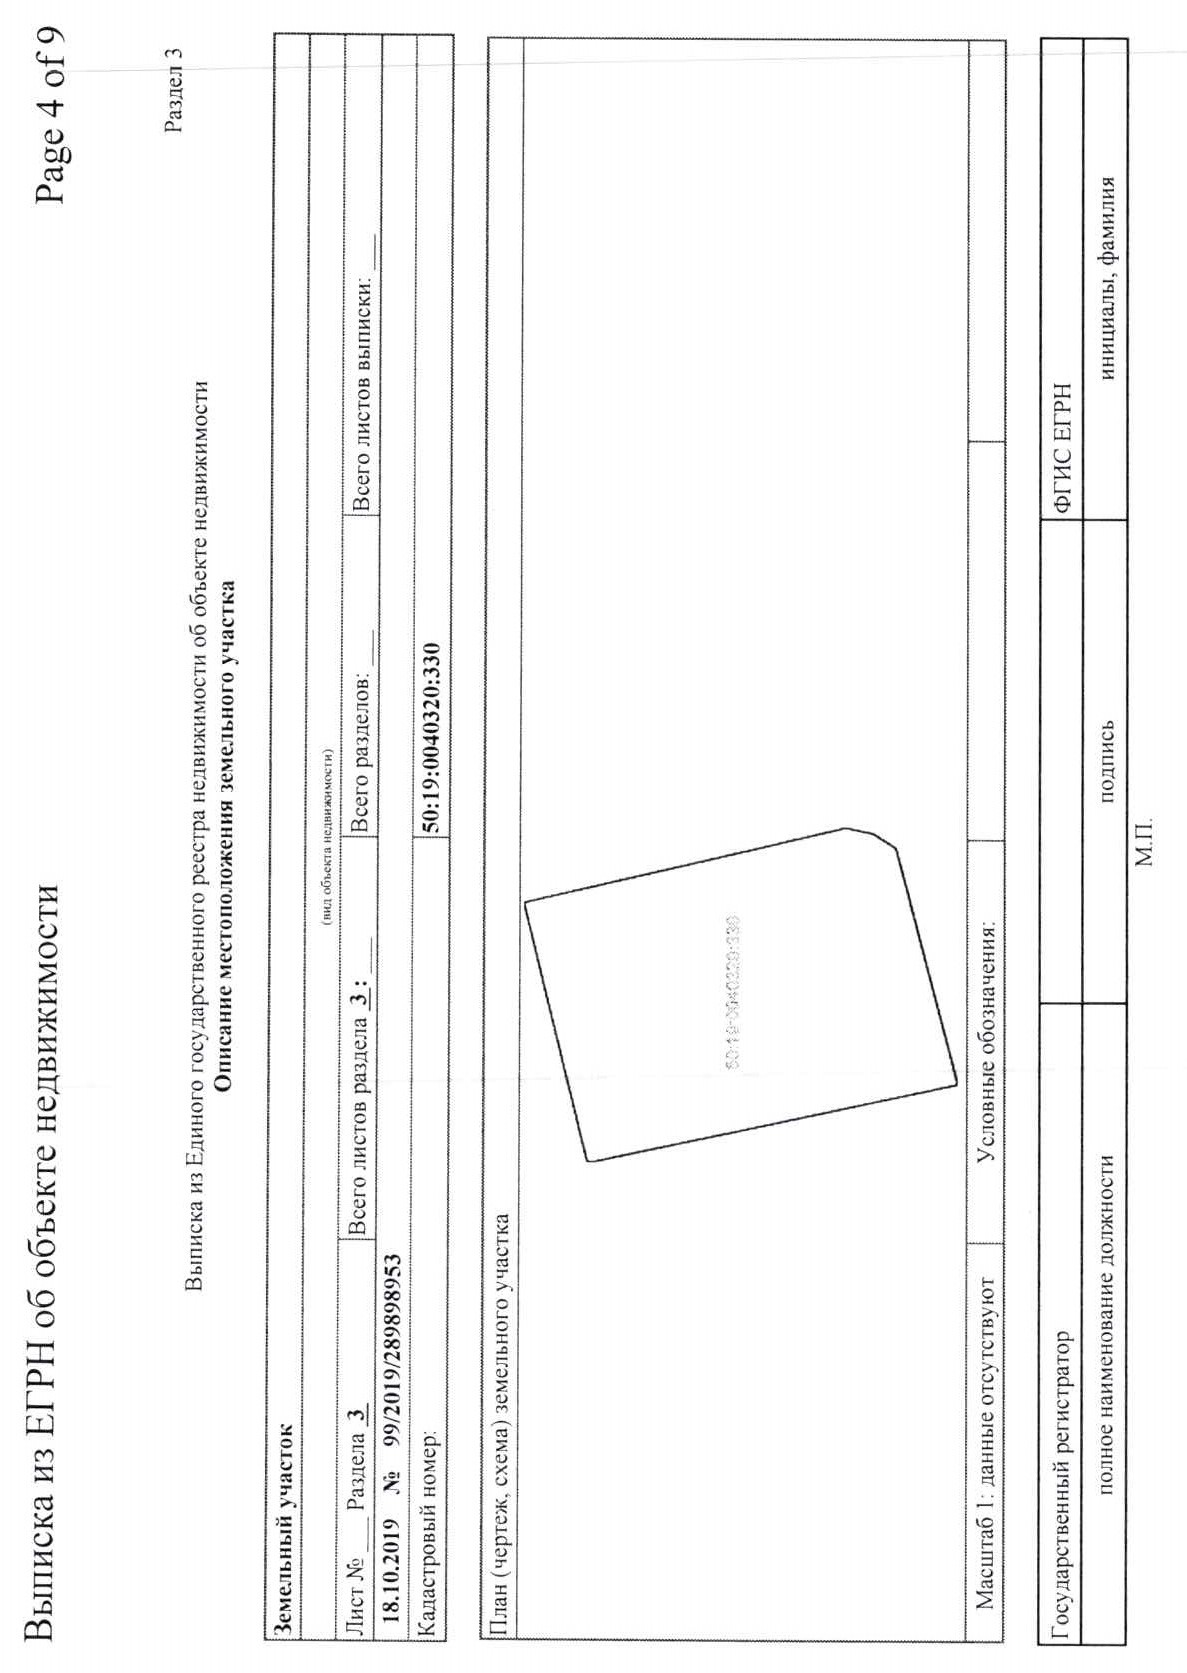 Выписка из ЕГРН об объекте недвижимости Page 4 of 9
Раздел 3
Выписка из Единого государственного реестра недвижимости об объекте недвижимости
Описание местоположения земельного участка
Земельный участок
(вид объекта недвижимости)
Лист № ___ Раздела 3 Всего листов раздела 3 : ___ Всего разделов: ___ Всего листов выписки: ___
18.10.2019 № 99/2019/289898953
Кадастровый номер: 50:19:0040320:330
План (чертеж, схема) земельного участка
50:19:0040320:330
Масштаб 1: данные отсутствуют Условные обозначения:
Государственный регистратор ФГИС ЕГРН
полное наименование должности подпись инициалы, фамилия
М.П.